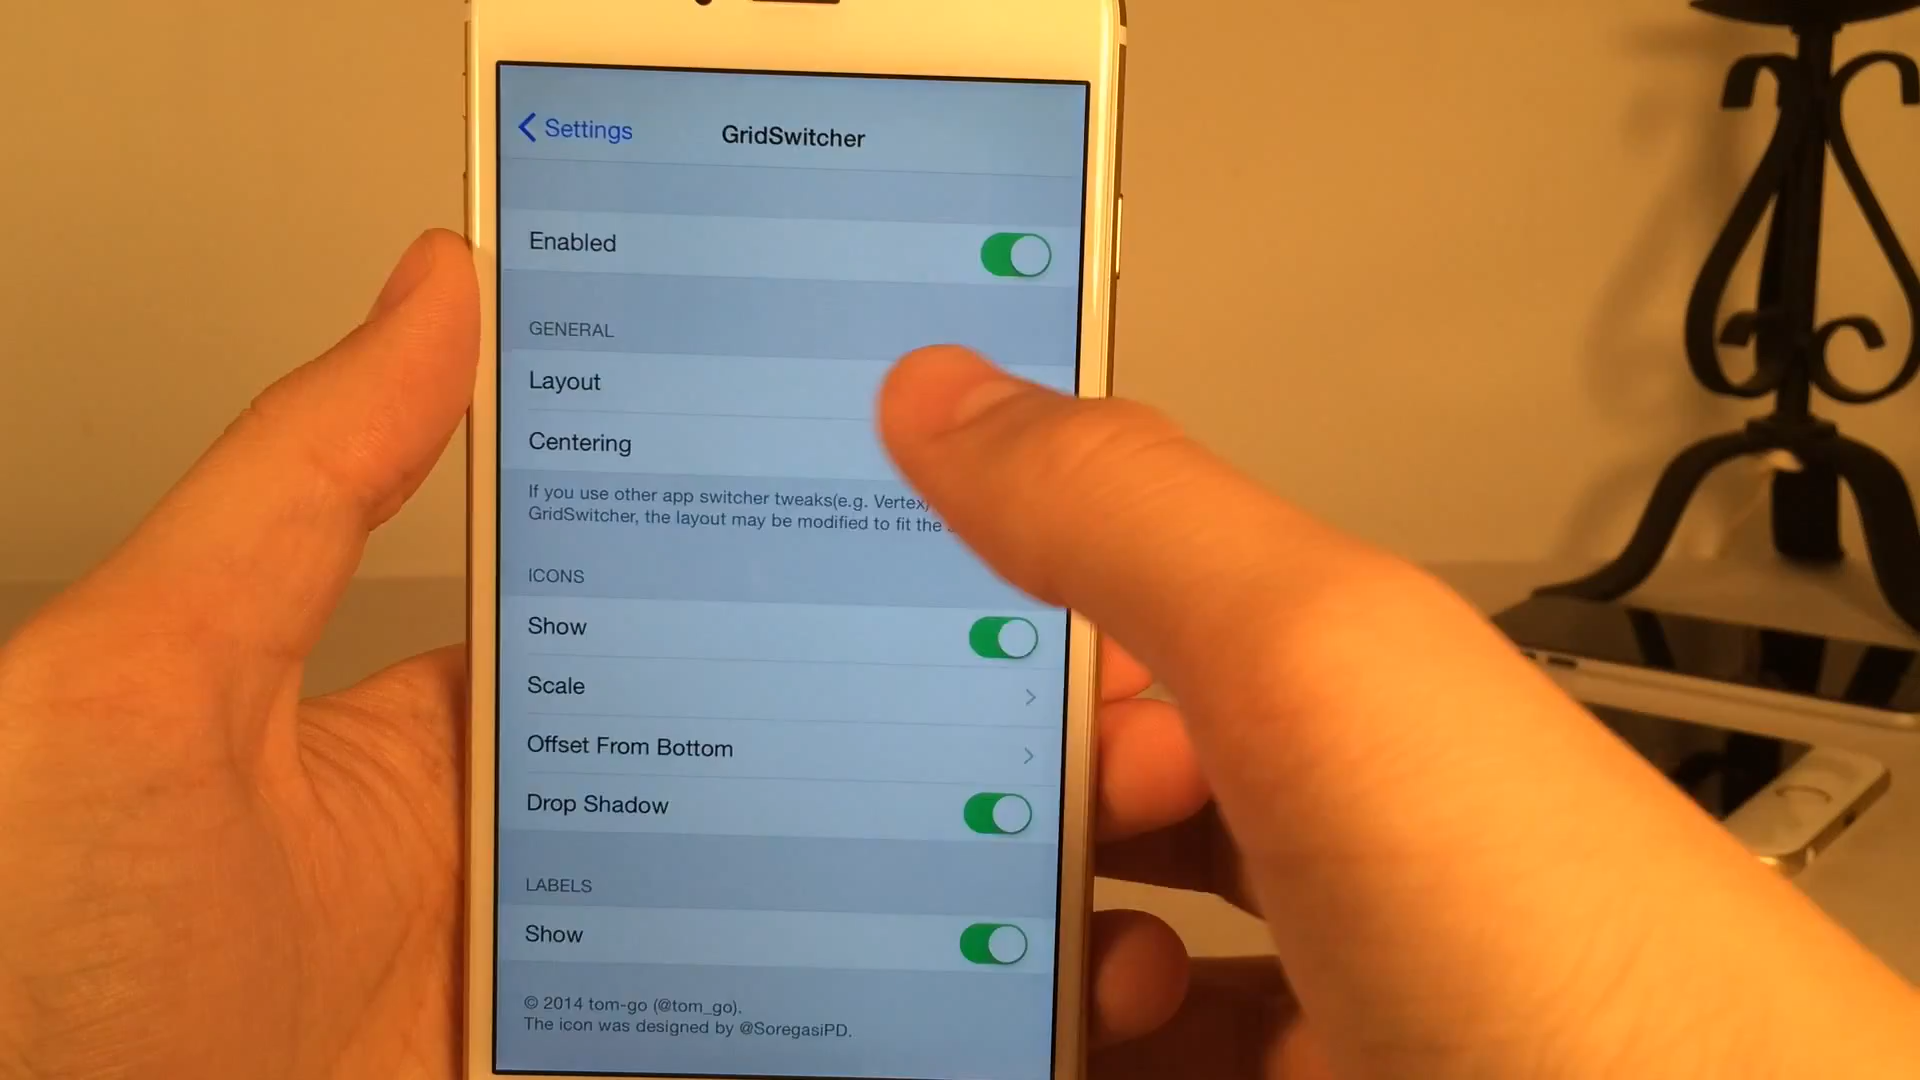 Settings
GridSwitcher
Enabled
GENERAL
Layout
Centering
If you use other app switcher tweaks(e.g. Vertex)
GridSwitcher, the layout may be modified to fit the
ICONS
Show
Scale
Offset From Bottom
Drop Shadow
LABELS
Show
© 2014 tom-go (@tom_go).
The icon was designed by @SoregasiPD.